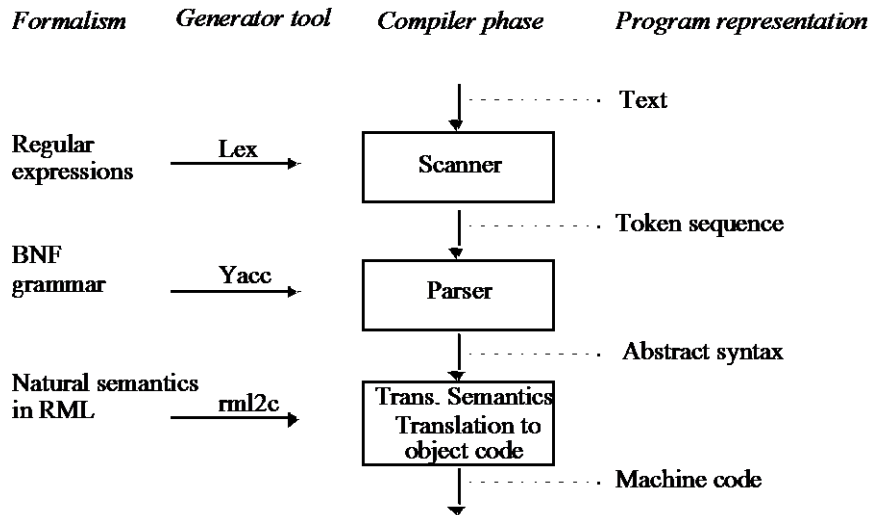 Formalism Generator tool Compiler phase Program representation
Text
Regular
expressions
Lex
Scanner
Token sequence
BNF
grammar
Yacc
Parser
Abstract syntax
Natural semantics
in RML
rml2c
Trans. Semantics
Translation to
object code
Machine code